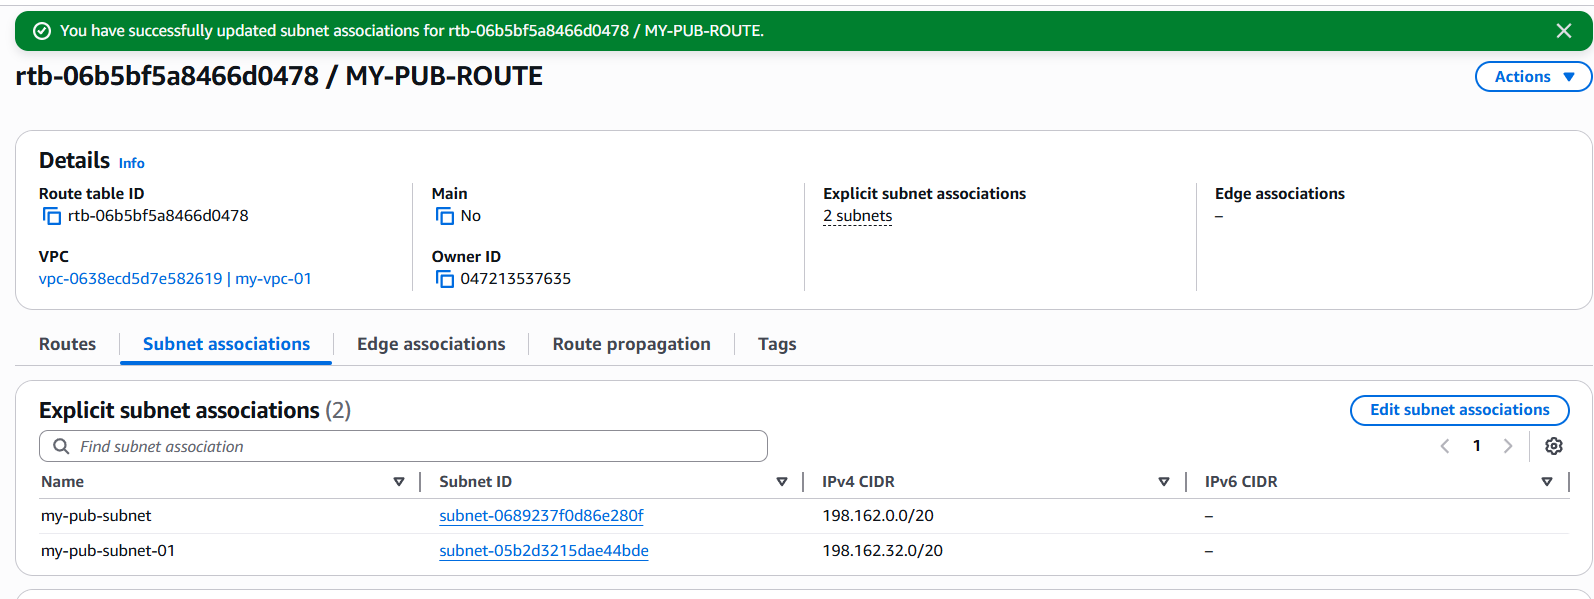 You have successfully updated subnet associations for rtb-06b5bf5a8466d0478 / MY-PUB-ROUTE.
rtb-06b5bf5a8466d0478 / MY-PUB-ROUTE
Actions
Details Info
Route table ID
rtb-06b5bf5a8466d0478
Main
No
Explicit subnet associations
2 subnets
Edge associations
–
VPC
vpc-0638ecd5d7e582619 | my-vpc-01
Owner ID
047213537635
Routes Subnet associations Edge associations Route propagation Tags
Explicit subnet associations (2)
Edit subnet associations
Find subnet association
1
Name Subnet ID IPv4 CIDR IPv6 CIDR
my-pub-subnet subnet-0689237f0d86e280f 198.162.0.0/20 –
my-pub-subnet-01 subnet-05b2d3215dae44bde 198.162.32.0/20 –